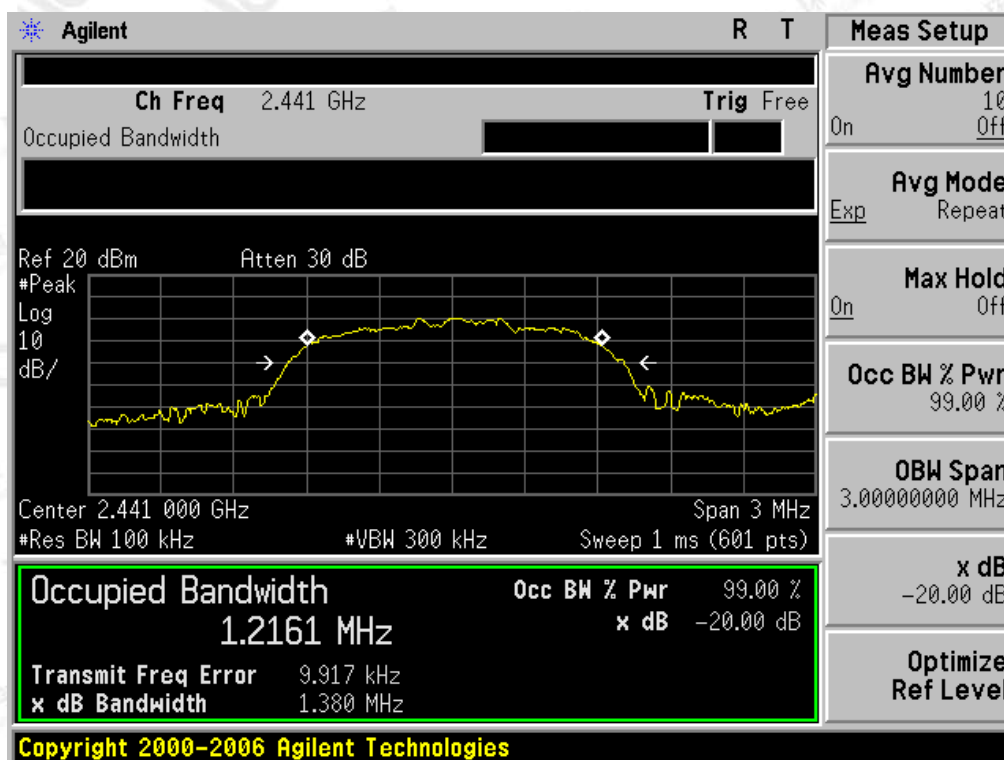 Agilent R T Meas Setup
Ch Freq 2.441 GHz Trig Free
Occupied Bandwidth
Ref 20 dBm Atten 30 dB
#Peak
Log
10
dB/
Center 2.441 000 GHz Span 3 MHz
#Res BW 100 kHz #VBW 300 kHz Sweep 1 ms (601 pts)
Occupied Bandwidth Occ BW % Pwr 99.00 %
1.2161 MHz x dB -20.00 dB
Transmit Freq Error 9.917 kHz
x dB Bandwidth 1.380 MHz
Copyright 2000-2006 Agilent Technologies
Avg Number
10
On Off
Avg Mode
Exp Repeat
Max Hold
On Off
Occ BW % Pwr
99.00 %
OBW Span
3.00000000 MHz
x dB
-20.00 dB
Optimize
Ref Level